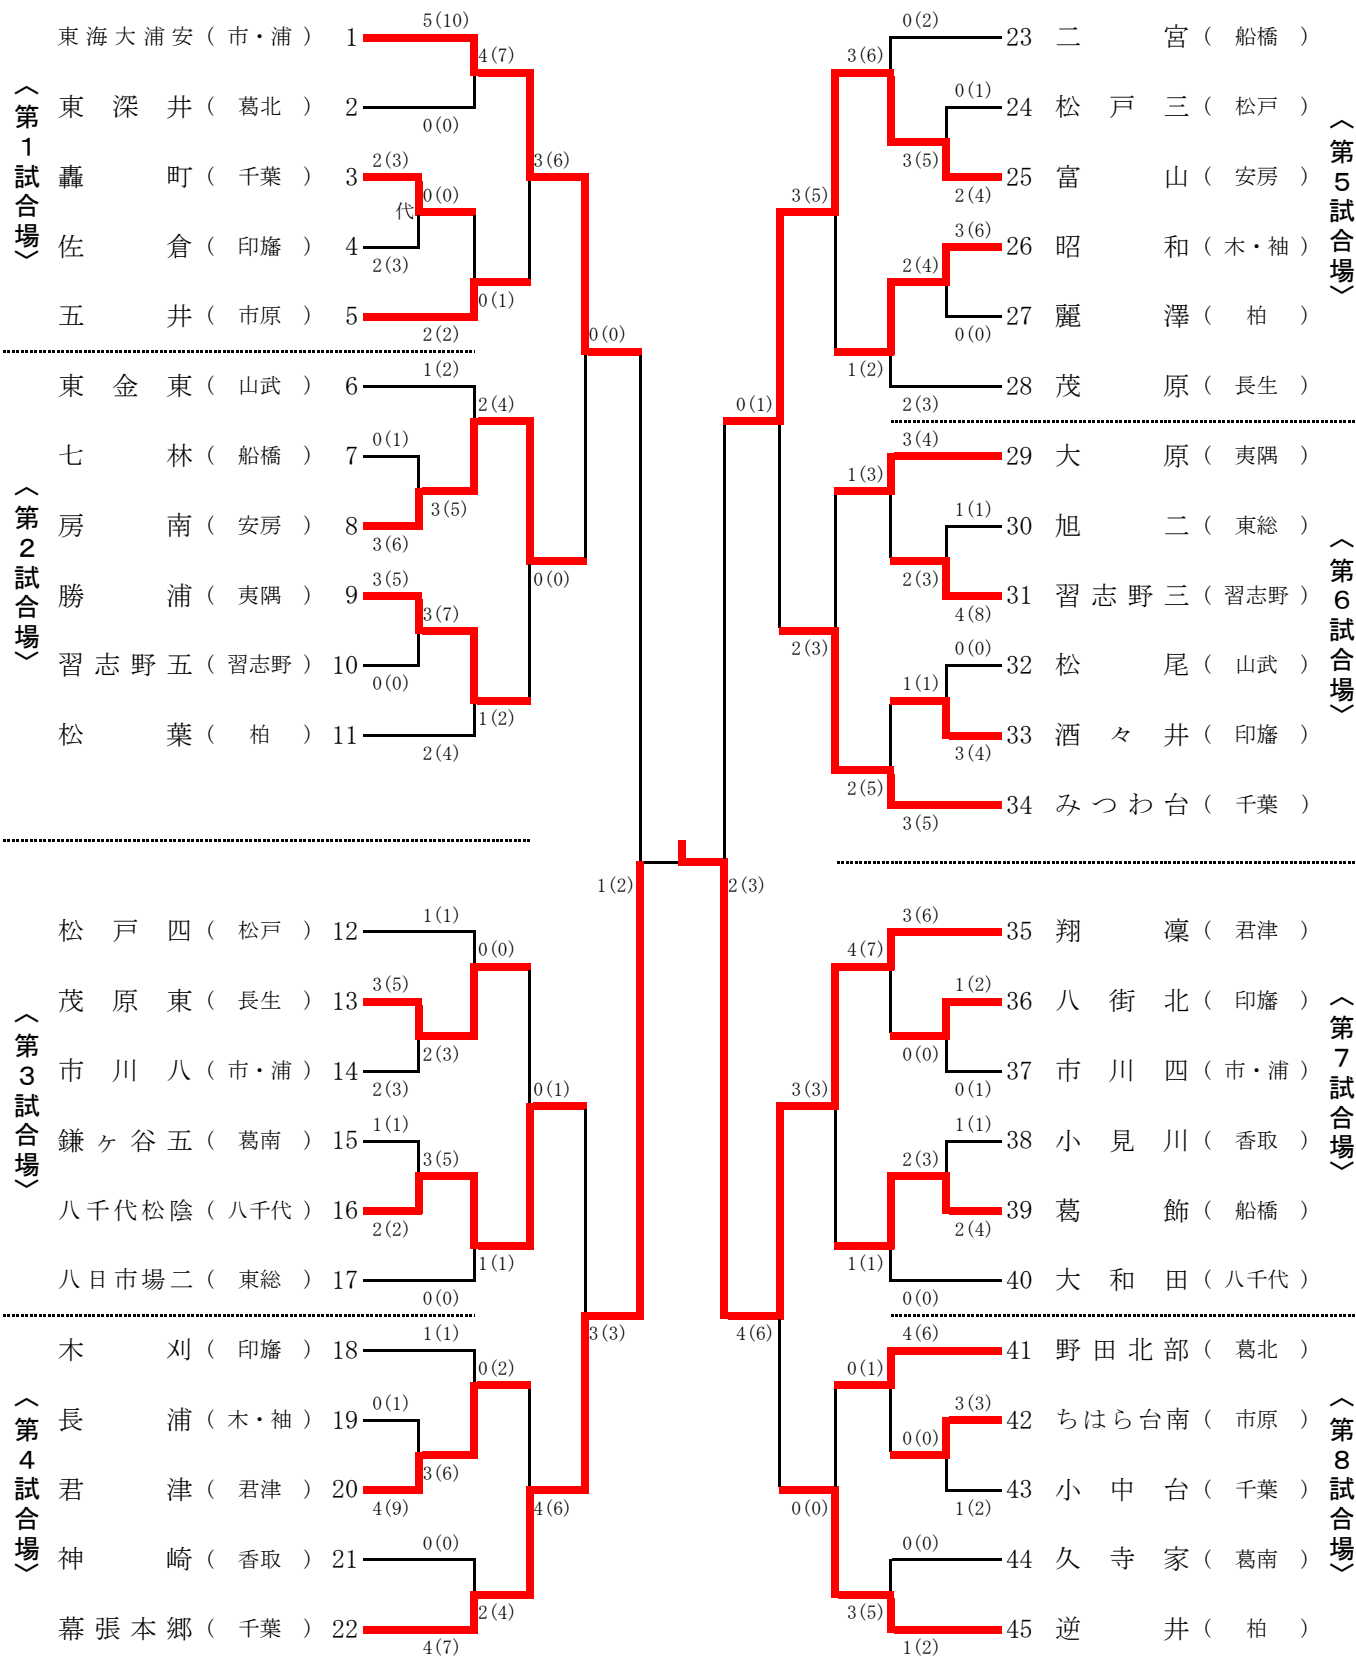 〈第１試合場〉
5(10)
東海大浦安 ( 市・浦 ) 1
4(7)
東深井 ( 葛北 ) 2
0(0)
2(3)
轟町 ( 千葉 ) 3
3(6)
0(0)
代
佐倉 ( 印旛 ) 4
2(3)
0(1)
五井 ( 市原 ) 5
2(2)
0(0)
〈第２試合場〉
1(2)
東金東 ( 山武 ) 6
2(4)
0(1)
七林 ( 船橋 ) 7
3(5)
房南 ( 安房 ) 8
3(6)
0(0)
3(5)
勝浦 ( 夷隅 ) 9
3(7)
習志野五 ( 習志野 ) 10
0(0)
1(2)
松葉 ( 柏 ) 11
2(4)
1(2)
〈第３試合場〉
1(1)
松戸四 ( 松戸 ) 12
0(0)
3(5)
茂原東 ( 長生 ) 13
2(3)
市川八 ( 市・浦 ) 14
2(3)
0(1)
1(1)
鎌ヶ谷五 ( 葛南 ) 15
3(5)
八千代松陰 ( 八千代 ) 16
2(2)
1(1)
八日市場二 ( 東総 ) 17
0(0)
3(3)
〈第４試合場〉
1(1)
木刈 ( 印旛 ) 18
0(2)
0(1)
長浦 ( 木・袖 ) 19
3(6)
君津 ( 君津 ) 20
4(9)
4(6)
0(0)
神崎 ( 香取 ) 21
2(4)
幕張本郷 ( 千葉 ) 22
4(7)
〈第５試合場〉
0(2)
23 二宮 ( 船橋 )
3(6)
0(1)
24 松戸三 ( 松戸 )
3(5)
25 富山 ( 安房 )
2(4)
3(5)
3(6)
26 昭和 ( 木・袖 )
2(4)
27 麗澤 ( 柏 )
0(0)
1(2)
28 茂原 ( 長生 )
2(3)
0(1)
〈第６試合場〉
3(4)
29 大原 ( 夷隅 )
1(3)
1(1)
30 旭二 ( 東総 )
2(3)
31 習志野三 ( 習志野 )
4(8)
2(3)
0(0)
32 松尾 ( 山武 )
1(1)
33 酒々井 ( 印旛 )
3(4)
2(5)
34 みつわ台 ( 千葉 )
3(5)
2(3)
〈第７試合場〉
3(6)
35 翔凜 ( 君津 )
4(7)
1(2)
36 八街北 ( 印旛 )
0(0)
37 市川四 ( 市・浦 )
0(1)
3(3)
1(1)
38 小見川 ( 香取 )
2(3)
39 葛飾 ( 船橋 )
2(4)
1(1)
40 大和田 ( 八千代 )
0(0)
4(6)
〈第８試合場〉
4(6)
41 野田北部 ( 葛北 )
0(1)
3(3)
42 ちはら台南 ( 市原 )
0(0)
43 小中台 ( 千葉 )
1(2)
0(0)
0(0)
44 久寺家 ( 葛南 )
3(5)
45 逆井 ( 柏 )
1(2)